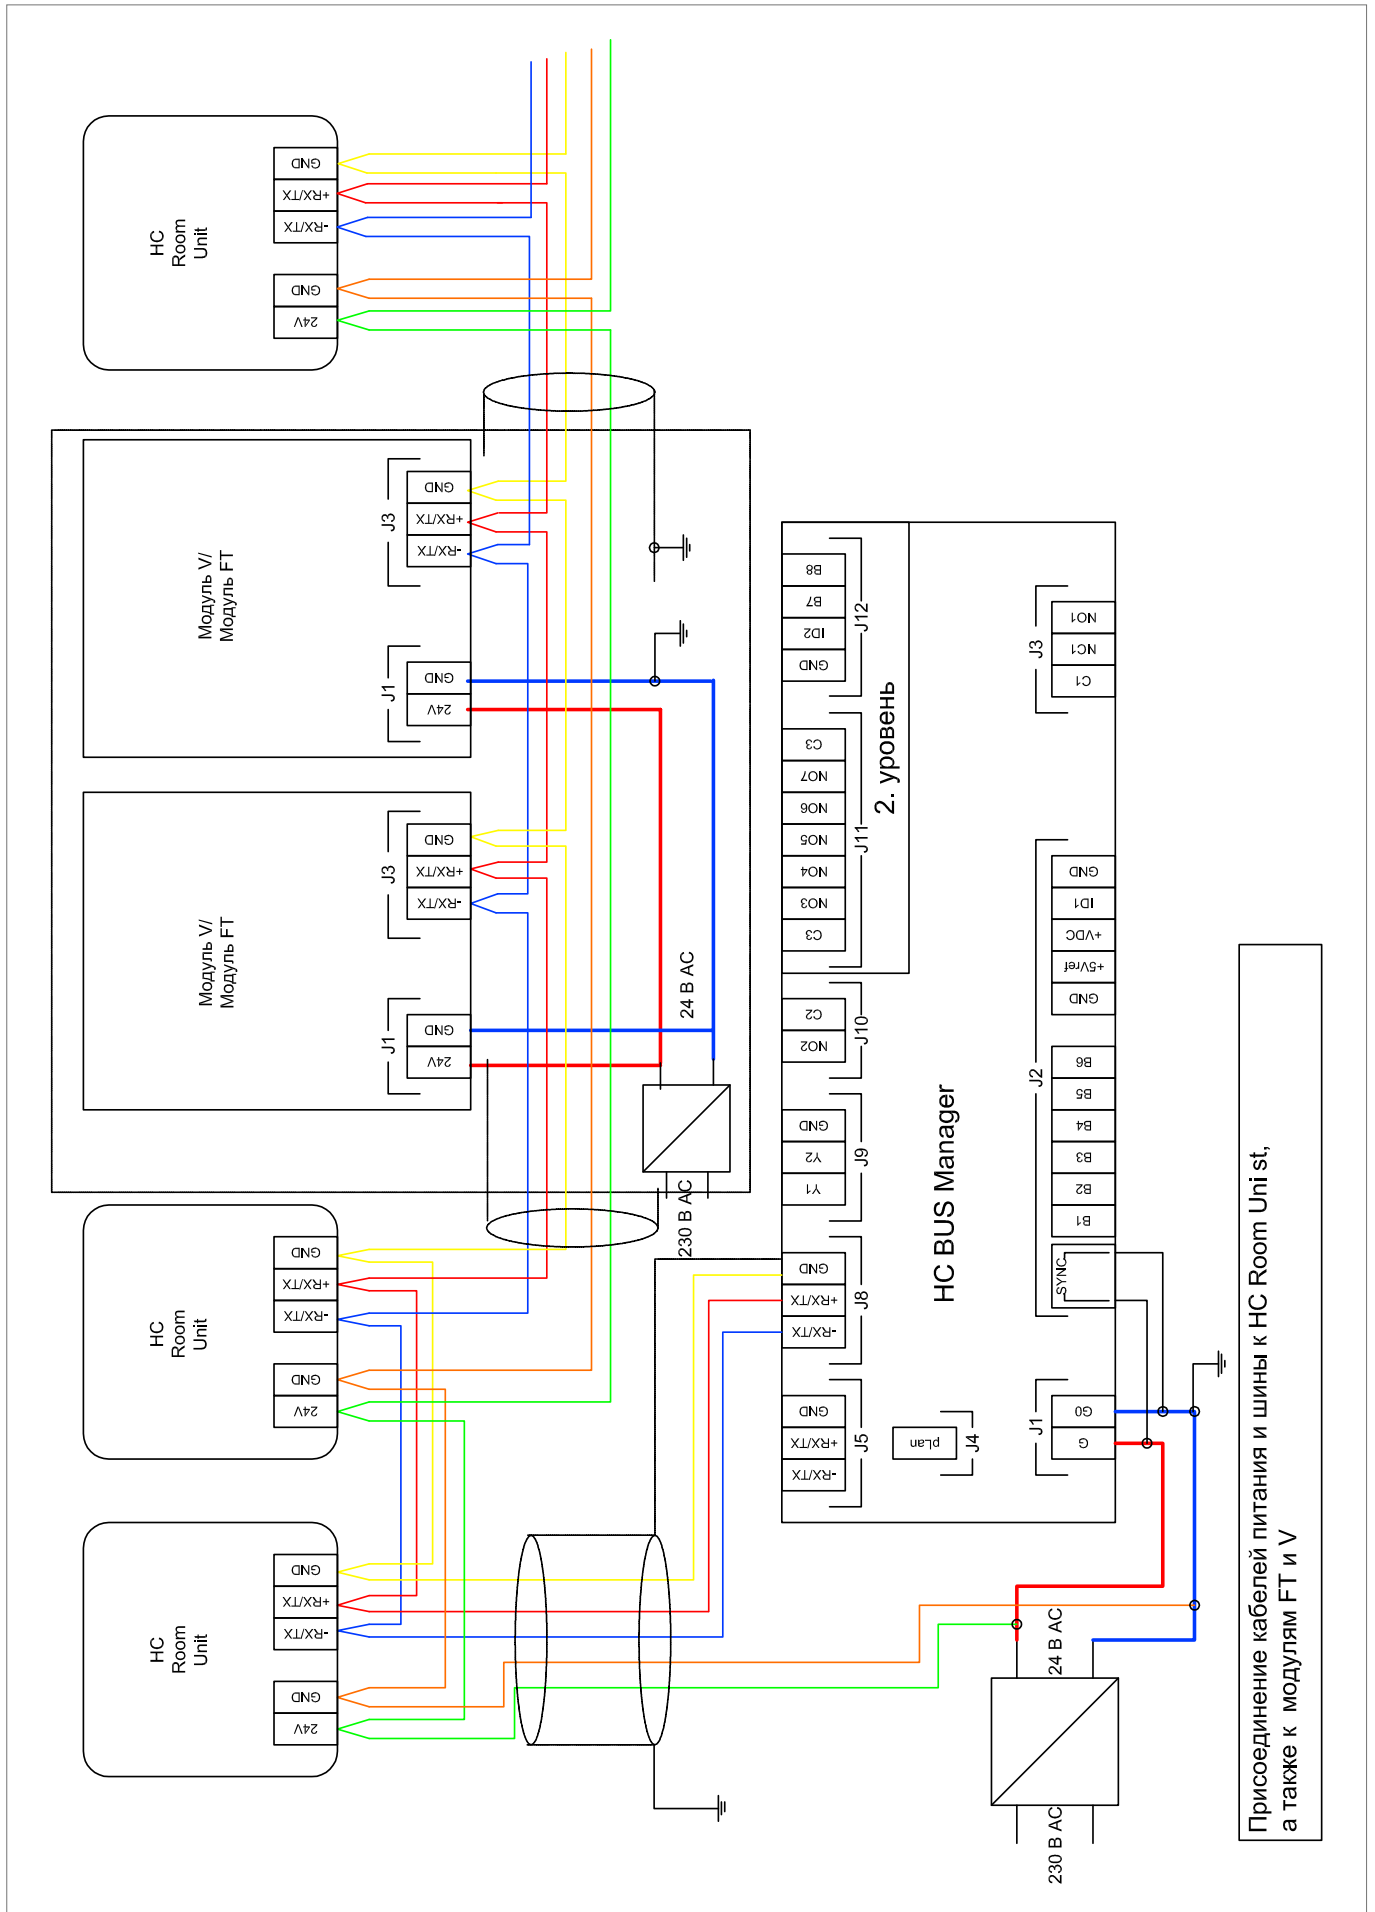 HC
Room
Unit
GND
+RX/TX
-RX/TX
GND
24V
Модуль V/
Модуль FT
J3
GND
+RX/TX
-RX/TX
J1
GND
24V
Модуль V/
Модуль FT
J3
GND
+RX/TX
-RX/TX
J1
GND
24V
24 В AC
230 В AC
HC
Room
Unit
GND
+RX/TX
-RX/TX
GND
24V
HC
Room
Unit
GND
+RX/TX
-RX/TX
GND
24V
HC BUS Manager
2. уровень
J12
B8
B7
ID2
GND
J11
C3
NO7
NO6
NO5
NO4
NO3
C3
J10
C2
NO2
J9
GND
Y2
Y1
J8
GND
+RX/TX
-RX/TX
J5
GND
+RX/TX
-RX/TX
J4
pLan
J3
NO1
NC1
C1
J2
GND
ID1
+VDC
+5Vref
GND
B6
B5
B4
B3
B2
B1
SYNC
J1
G0
G
24 В AC
230 В AC
Присоединение кабелей питания и шины к HC Room Uni st,
а также к модулям FT и V